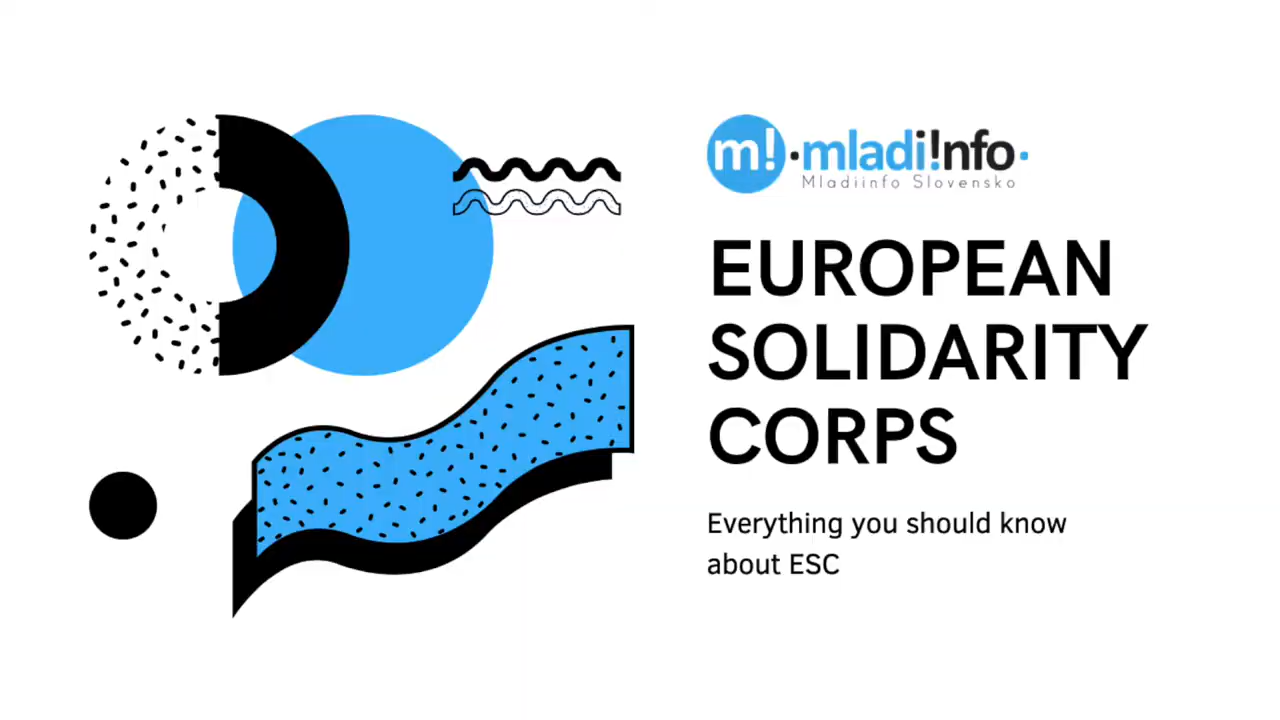 m!·mladi!nfo·
Mladiinfo Slovensko
EUROPEAN
SOLIDARITY
CORPS
Everything you should know
about ESC